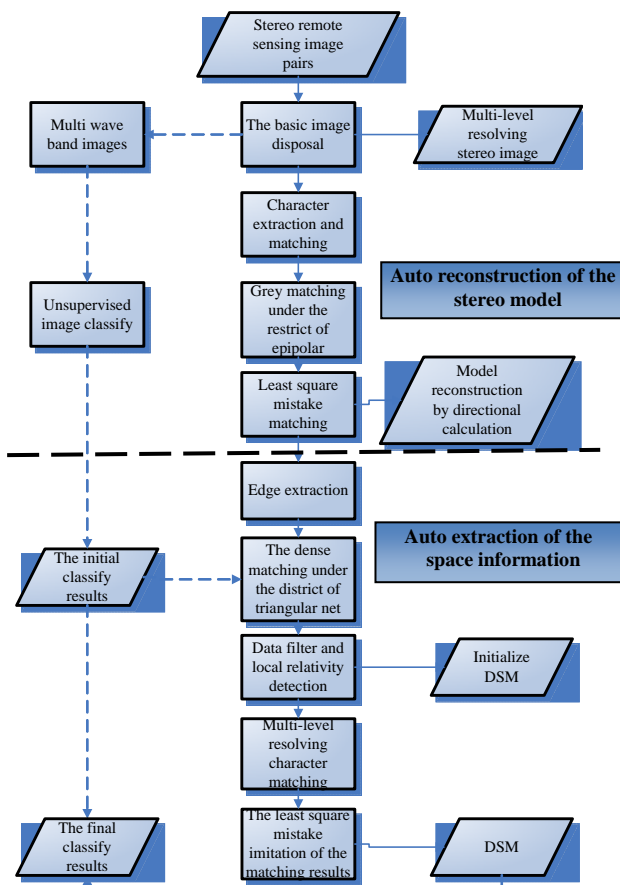 Stereo remote
sensing image
pairs
Multi wave
band images
The basic image
disposal
Multi-level
resolving
stereo image
Character
extraction and
matching
Auto reconstruction of the
stereo model
Unsupervised
image classify
Grey matching
under the
restrict of
epipolar
Least square
mistake
matching
Model
reconstruction
by directional
calculation
Edge extraction
Auto extraction of the
space information
The initial
classify
results
The dense
matching under
the district of
triangular net
Data filter and
local relativity
detection
Initialize
DSM
Multi-level
resolving
character
matching
The final
classify
results
The least square
mistake
imitation of the
matching results
DSM